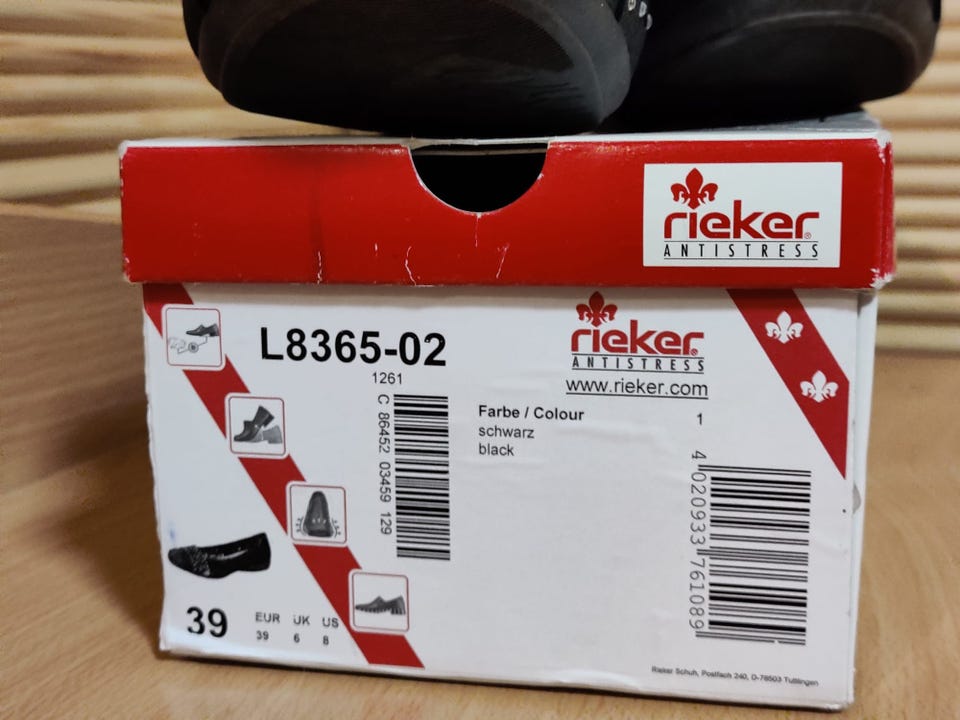 rieker
ANTISTRESS
L8365-02
1261
rieker
ANTISTRESS
www.rieker.com
C 86452 03459 129
Farbe / Colour
schwarz
black
1
4 020933 761089
39
EUR UK US
39 6 8
Rieker Schuh, Postfach 240, D-78503 Tuttlingen